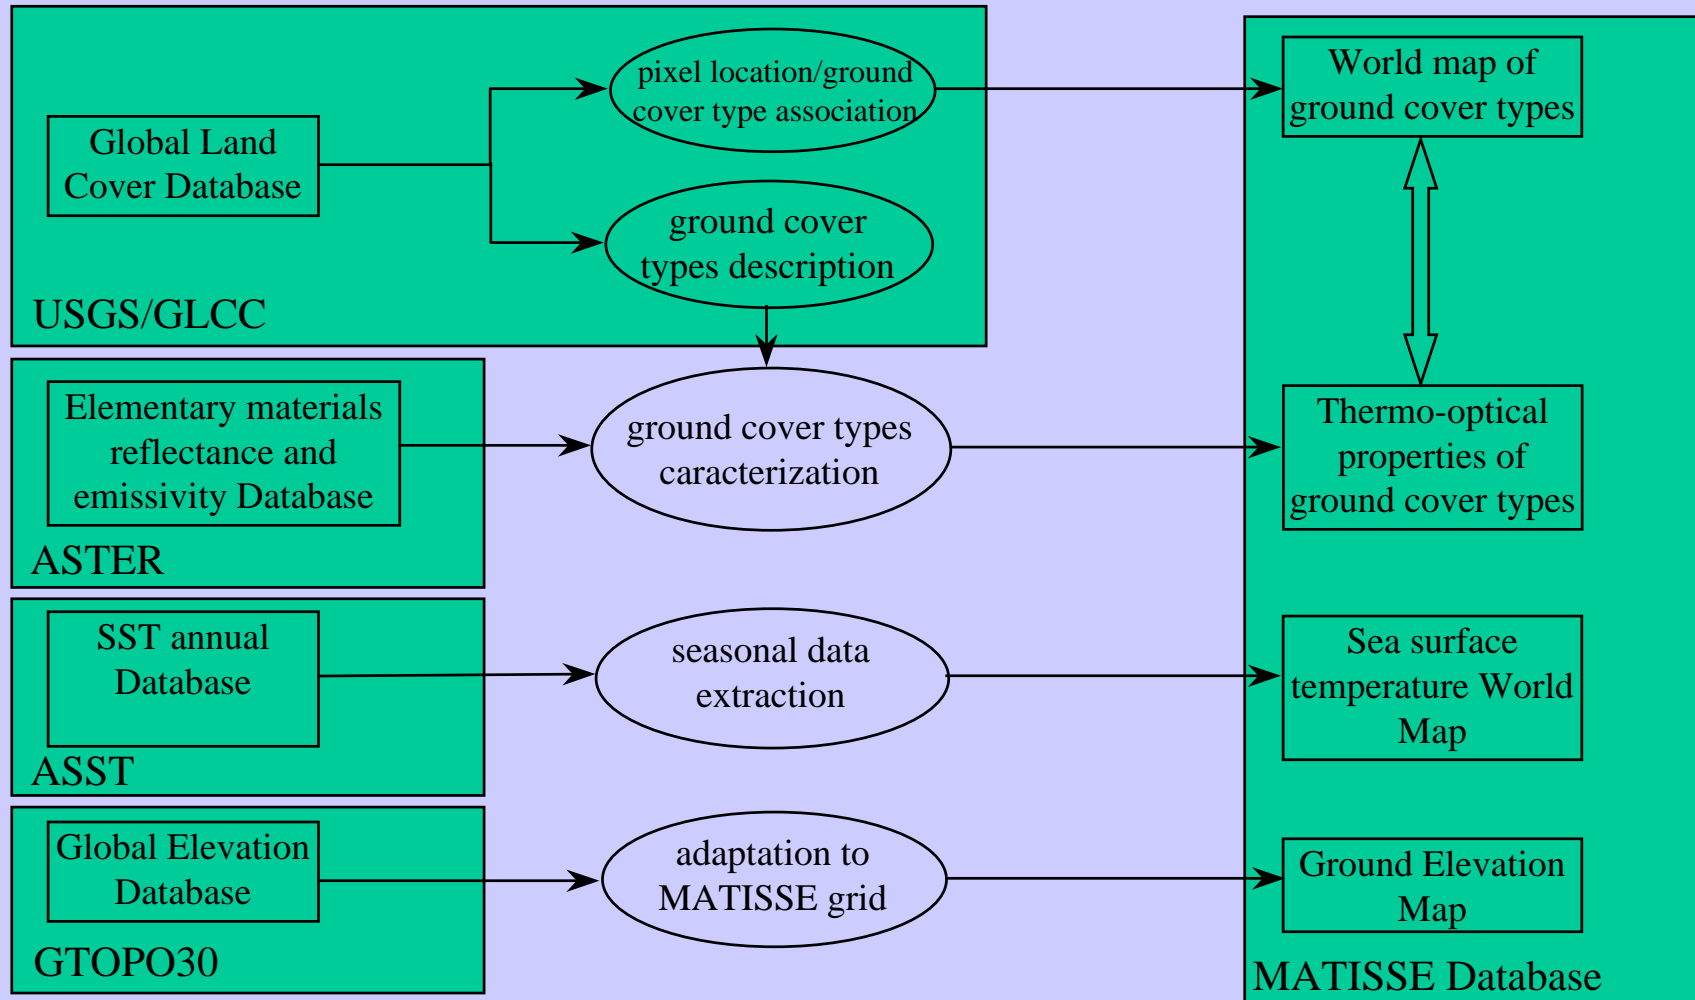 Global Land
Cover Database
pixel location/ground
cover type association
ground cover
types description
USGS/GLCC
Elementary materials
reflectance and
emissivity Database
ASTER
ground cover types
caracterization
SST annual
Database
ASST
seasonal data
extraction
Global Elevation
Database
GTOPO30
adaptation to
MATISSE grid
World map of
ground cover types
Thermo-optical
properties of
ground cover types
Sea surface
temperature World
Map
Ground Elevation
Map
MATISSE Database